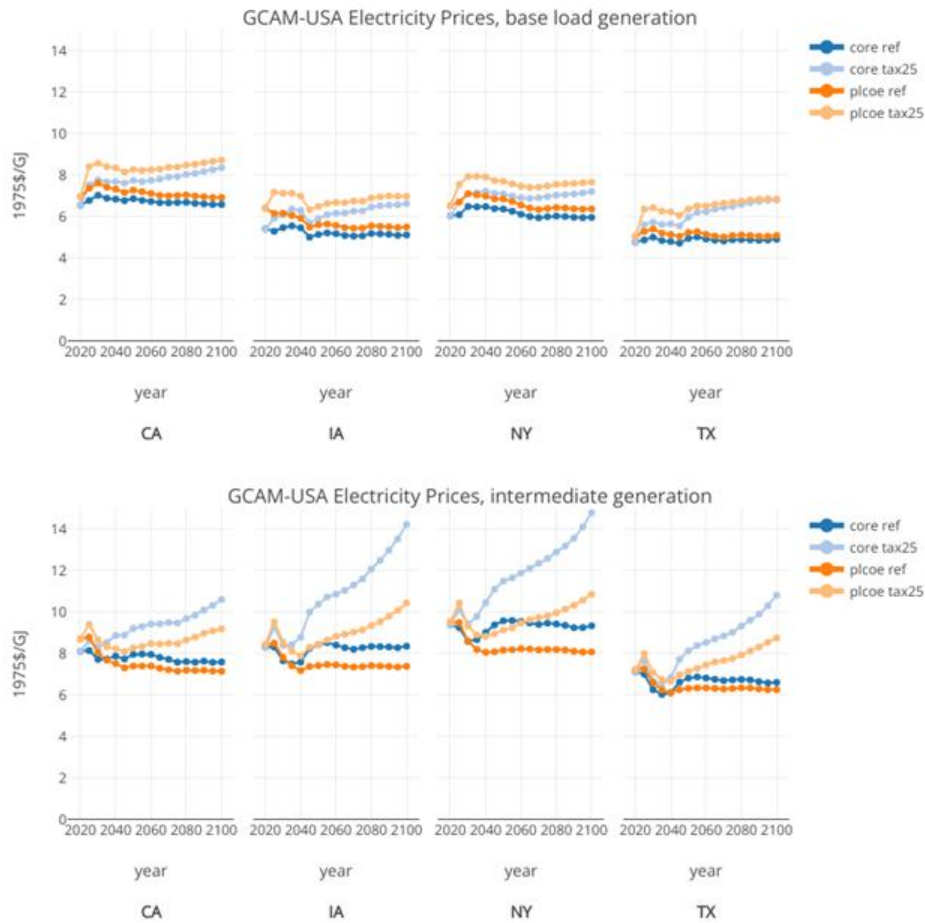 GCAM-USA Electricity Prices, base load generation
14
12
10
8
6
4
2
0
1975$/GJ
core ref
core tax25
plcoe ref
plcoe tax25
2020 2040 2060 2080 2100 2020 2040 2060 2080 2100 2020 2040 2060 2080 2100 2020 2040 2060 2080 2100
year year year year
CA IA NY TX
GCAM-USA Electricity Prices, intermediate generation
14
12
10
8
6
4
2
0
1975$/GJ
core ref
core tax25
plcoe ref
plcoe tax25
2020 2040 2060 2080 2100 2020 2040 2060 2080 2100 2020 2040 2060 2080 2100 2020 2040 2060 2080 2100
year year year year
CA IA NY TX